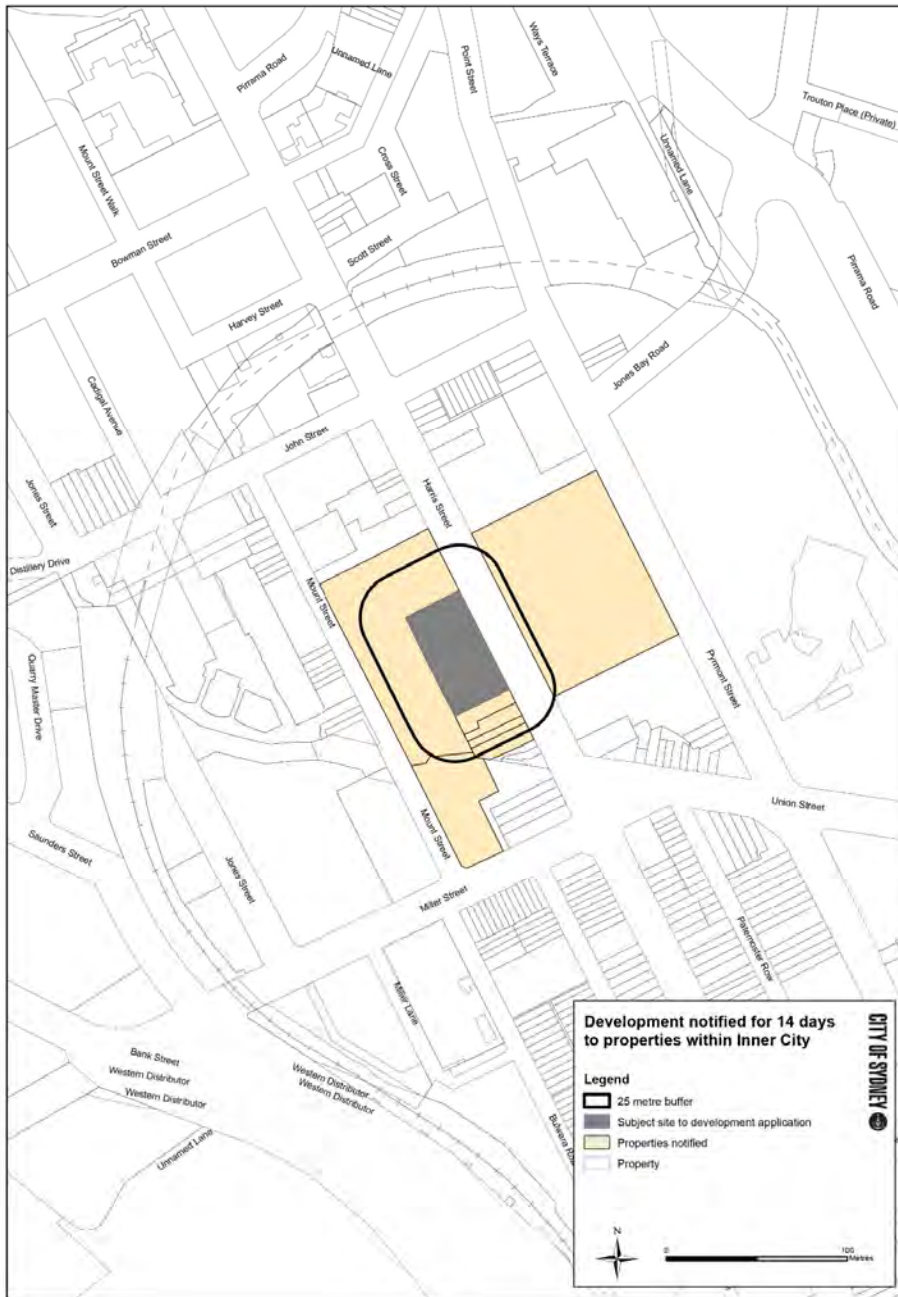 Unnamed Lane
Pirrama Road
Point Street
Ways Terrace
Trouton Place (Private)
Mount Street Walk
Cross Street
Unnamed Lane
Bowman Street
Scott Street
Pirrama Road
Harvey Street
Cadigal Avenue
Jones Bay Road
John Street
Jones Street
Harris Street
Distillery Drive
Mount Street
Quarry Master Drive
Pyrmont Street
Union Street
Saunders Street
Jones Street
Mount Street
Miller Street
Paternoster Row
Miller Lane
Bank Street
Western Distributor
Western Distributor
Western Distributor
Western Distributor
Unnamed Lane
Bulwara Road
Development notified for 14 days
to properties within Inner City
CITY OF SYDNEY
Legend
25 metre buffer
Subject site to development application
Properties notified
Property
N
0
100
Metres